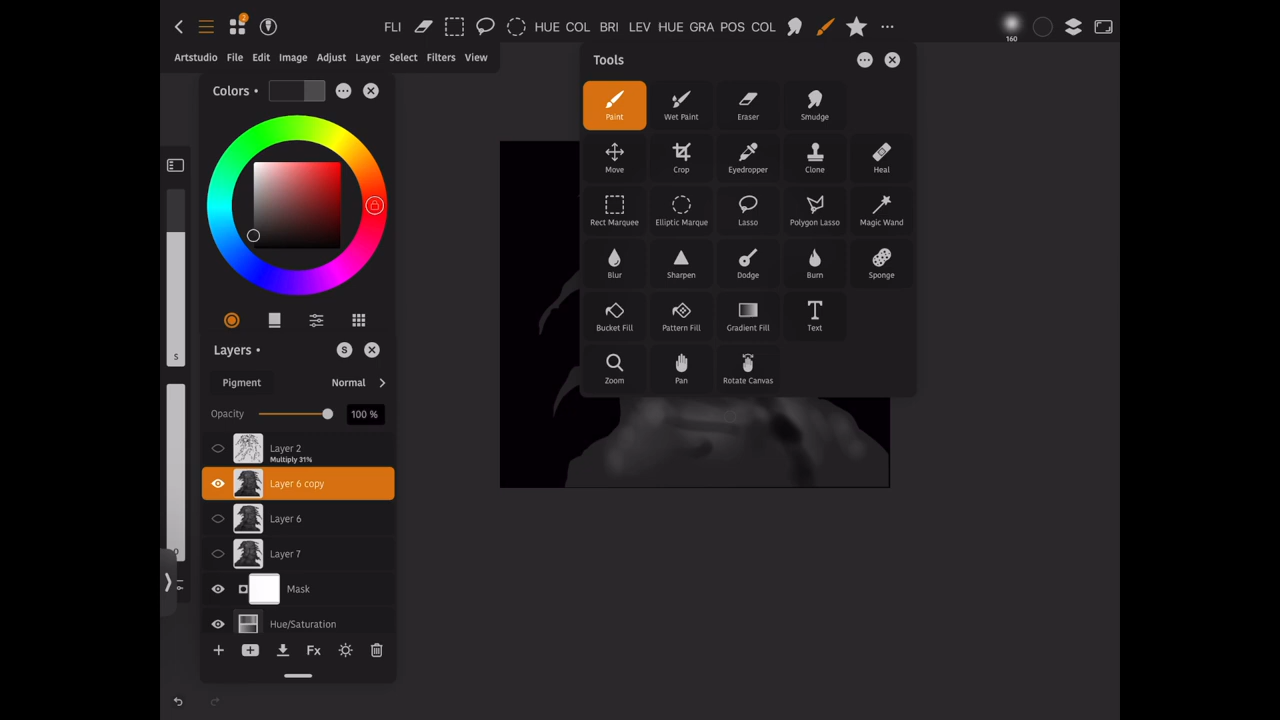 2
FLI HUE COL BRI LEV HUE GRA POS COL
160
Artstudio File Edit Image Adjust Layer Select Filters View
Tools
Colors
Paint Wet Paint Eraser Smudge
Move Crop Eyedropper Clone Heal
Rect Marquee Elliptic Marque Lasso Polygon Lasso Magic Wand
Blur Sharpen Dodge Burn Sponge
Bucket Fill Pattern Fill Gradient Fill Text
Zoom Pan Rotate Canvas
S
Layers
S
Pigment Normal
Opacity 100 %
Layer 2
Multiply 31%
Layer 6 copy
Layer 6
Layer 7
Mask
Hue/Saturation
Fx